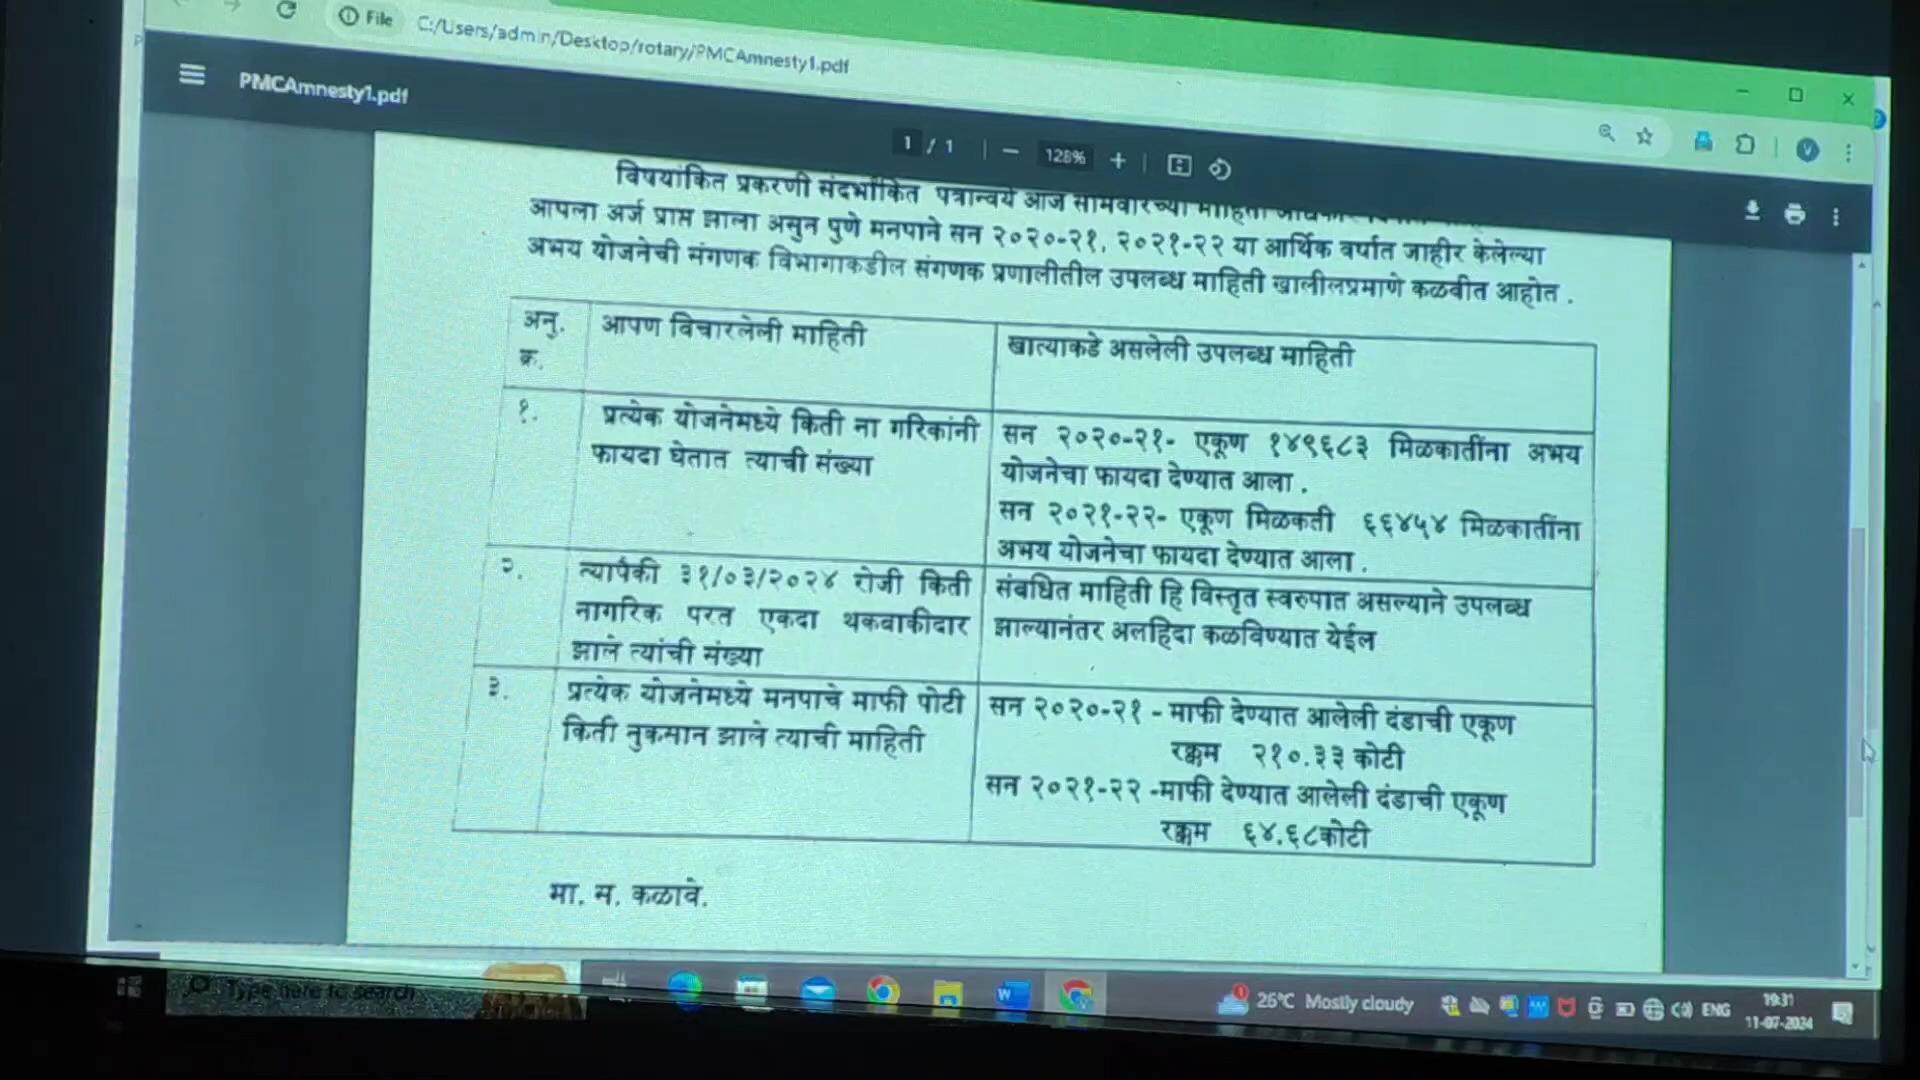 File C:/Users/admin/Desktop/rotary/PMCAmnesty1.pdf
PMCAmnesty1.pdf
1 / 1
128%
विषयांकित प्रकरणी संदर्भांकित पत्रान्वये आज सोमवारच्या माहिती
आपला अर्ज प्राप्त झाला असुन पुणे मनपाने सन २०२०-२१, २०२१-२२ या आर्थिक वर्षात जाहीर केलेल्या
अभय योजनेची संगणक विभागाकडील संगणक प्रणालीतील उपलब्ध माहिती खालीलप्रमाणे कळवीत आहोत .
अनु.
क्र.
आपण विचारलेली माहिती
खात्याकडे असलेली उपलब्ध माहिती
१.
प्रत्येक योजनेमध्ये किती ना गरिकांनी
फायदा घेतात त्याची संख्या
सन २०२०-२१- एकूण १४९६८३ मिळकातींना अभय
योजनेचा फायदा देण्यात आला .
सन २०२१-२२- एकूण मिळकती ६६४५४ मिळकातींना
अभय योजनेचा फायदा देण्यात आला .
२.
त्यापैकी ३१/०३/२०२४ रोजी किती
नागरिक परत एकदा थकबाकीदार
झाले त्यांची संख्या
संबधित माहिती हि विस्तृत स्वरुपात असल्याने उपलब्ध
झाल्यानंतर अलहिदा कळविण्यात येईल
३.
प्रत्येक योजनेमध्ये मनपाचे माफी पोटी
किती नुकसान झाले त्याची माहिती
सन २०२०-२१ - माफी देण्यात आलेली दंडाची एकूण
रक्कम २१०.३३ कोटी
सन २०२१-२२ -माफी देण्यात आलेली दंडाची एकूण
रक्कम ६४.६८कोटी
मा. स. कळावे.
Type here to search
26°C Mostly cloudy
ENG
19:31
11-07-2024